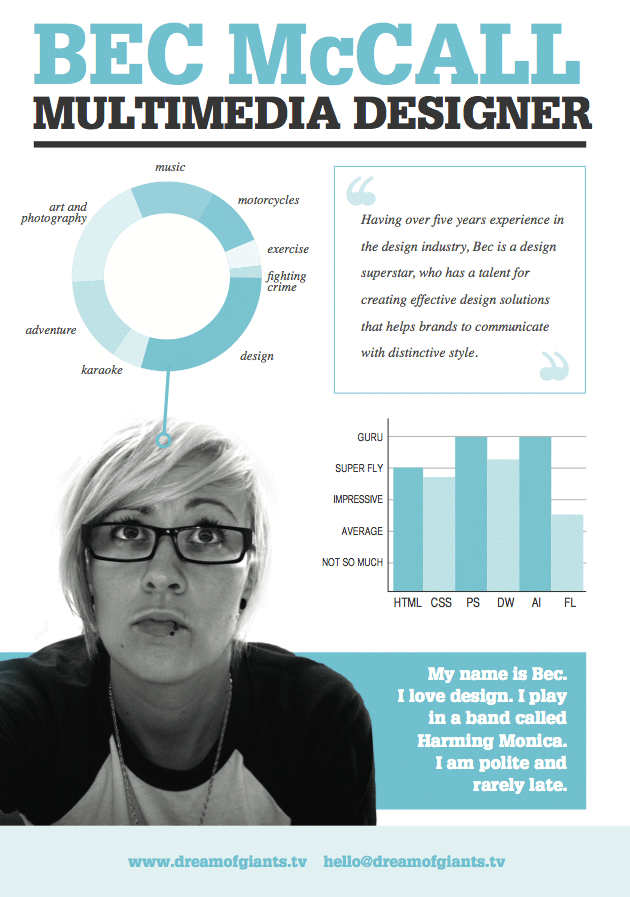 BEC McCALL
MULTIMEDIA DESIGNER
music
motorcycles
art and
photography
exercise
fighting
crime
adventure
karaoke
design
“
Having over five years experience in
the design industry, Bec is a design
superstar, who has a talent for
creating effective design solutions
that helps brands to communicate
with distinctive style.
”
GURU
SUPER FLY
IMPRESSIVE
AVERAGE
NOT SO MUCH
HTML CSS PS DW AI FL
My name is Bec.
I love design. I play
in a band called
Harming Monica.
I am polite and
rarely late.
www.dreamofgiants.tv hello@dreamofgiants.tv